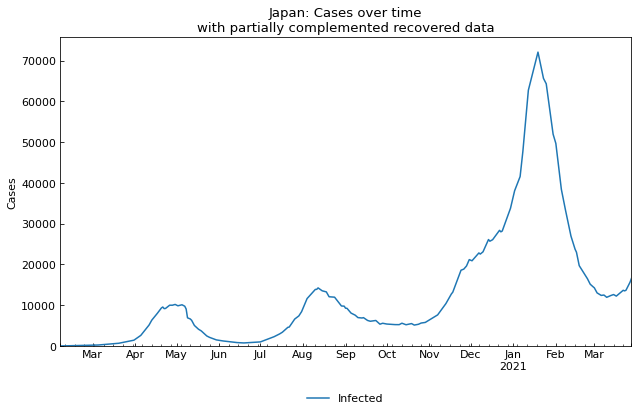 Japan: Cases over time
with partially complemented recovered data
70000
60000
50000
40000
30000
20000
10000
0
Cases
Mar Apr May Jun Jul Aug Sep Oct Nov Dec Jan Feb Mar
2021
Infected